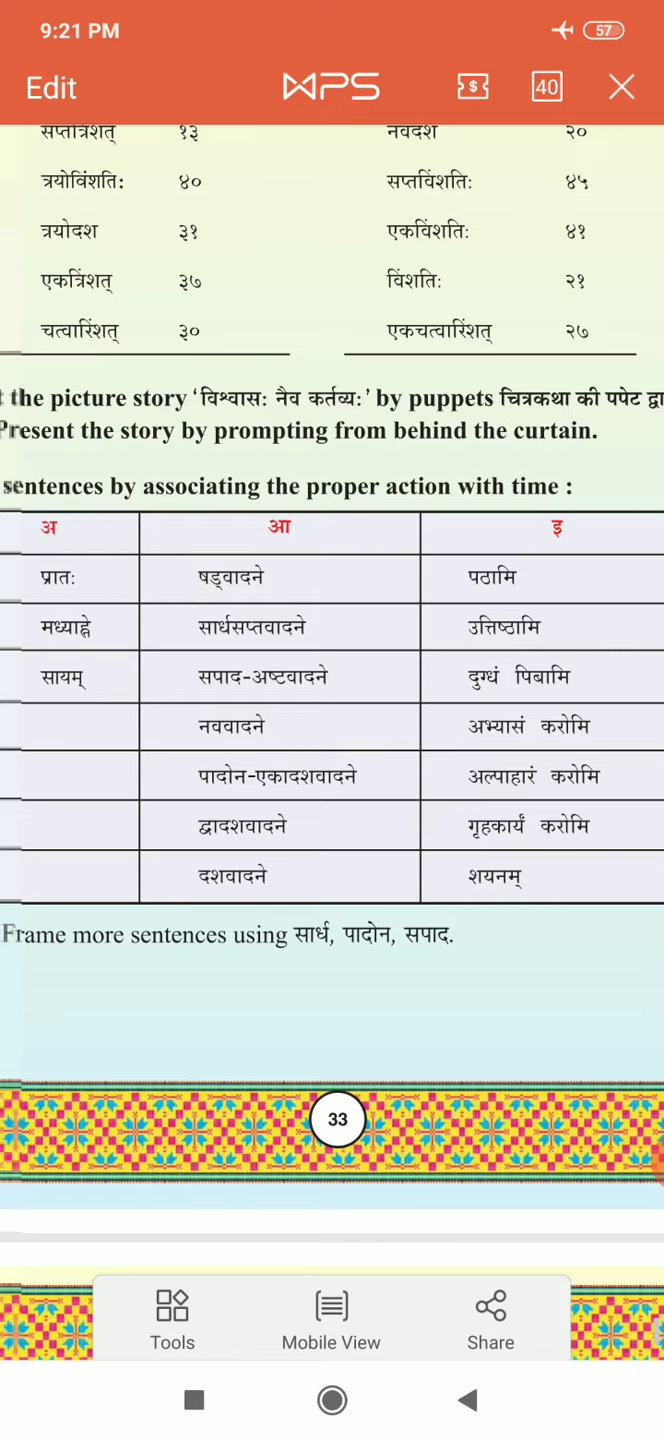 9:21 PM 57
Edit WPS $ 40
सप्तत्रिंशत् १३ नवदश २०
त्रयोविंशतिः ४० सप्तविंशतिः ४५
त्रयोदश ३१ एकविंशतिः ४१
एकत्रिंशत् ३७ विंशतिः २१
चत्वारिंशत् ३० एकचत्वारिंशत् २७
the picture story ‘विश्वासः नैव कर्तव्यः’ by puppets चित्रकथा की पपेट द्वा
Present the story by prompting from behind the curtain.
sentences by associating the proper action with time :
अ आ इ
प्रातः षड्वादने पठामि
मध्याह्ने सार्धसप्तवादने उत्तिष्ठामि
सायम् सपाद-अष्टवादने दुग्धं पिबामि
नववादने अभ्यासं करोमि
पादोन-एकादशवादने अल्पाहारं करोमि
द्वादशवादने गृहकार्यं करोमि
दशवादने शयनम्
Frame more sentences using सार्ध, पादोन, सपाद.
33
Tools Mobile View Share